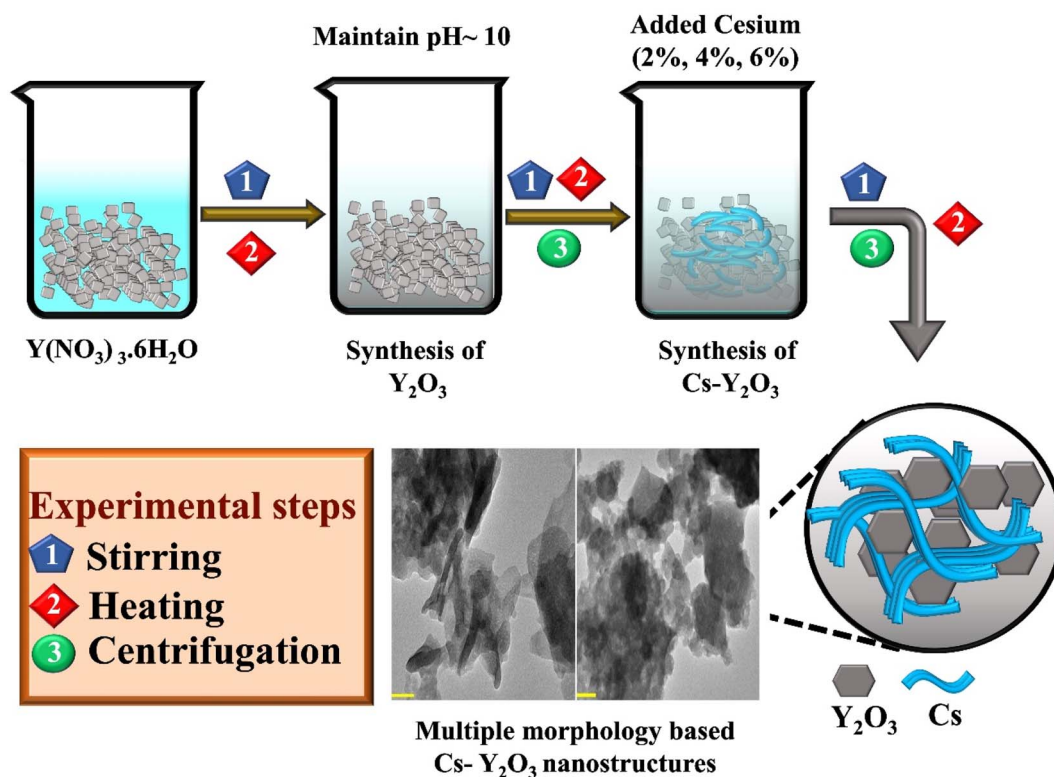 Maintain pH~ 10
Added Cesium
(2%, 4%, 6%)
1
2
1
2
3
1
2
3
Y(NO₃) ₃.6H₂O
Synthesis of
Y₂O₃
Synthesis of
Cs-Y₂O₃
Experimental steps
1 Stirring
2 Heating
3 Centrifugation
Multiple morphology based
Cs- Y₂O₃ nanostructures
Y₂O₃
Cs